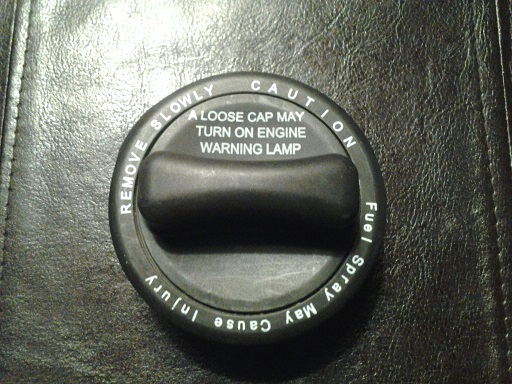 REMOVE SLOWLY CAUTION
Fuel Spray May Cause Injury
A LOOSE CAP MAY
TURN ON ENGINE
WARNING LAMP